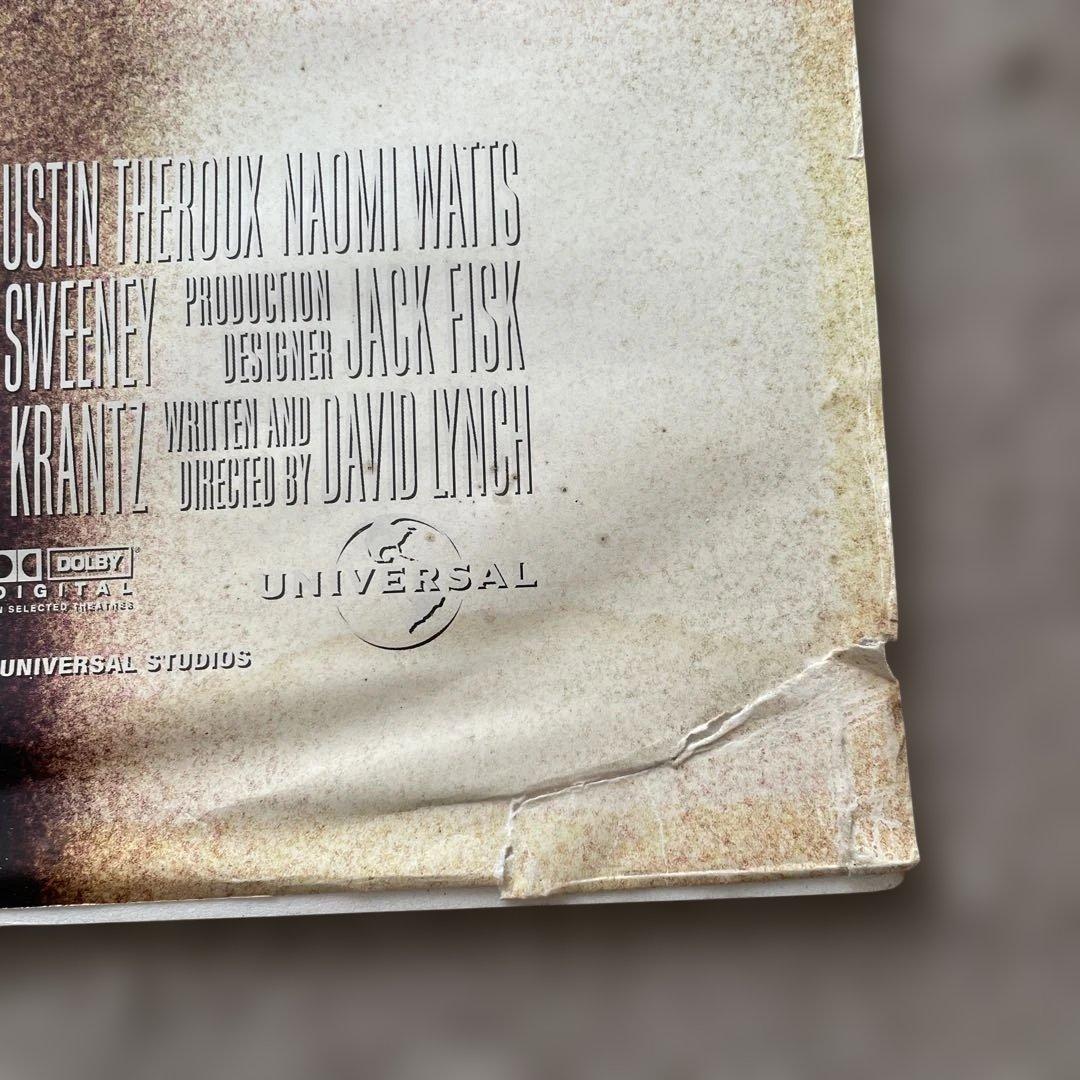 USTIN THEROUX NAOMI WATTS
SWEENEY PRODUCTION DESIGNER JACK FISK
KRANTZ WRITTEN AND DIRECTED BY DAVID LYNCH
DOLBY
DIGITAL
N SELECTED THEATRES
UNIVERSAL
UNIVERSAL STUDIOS